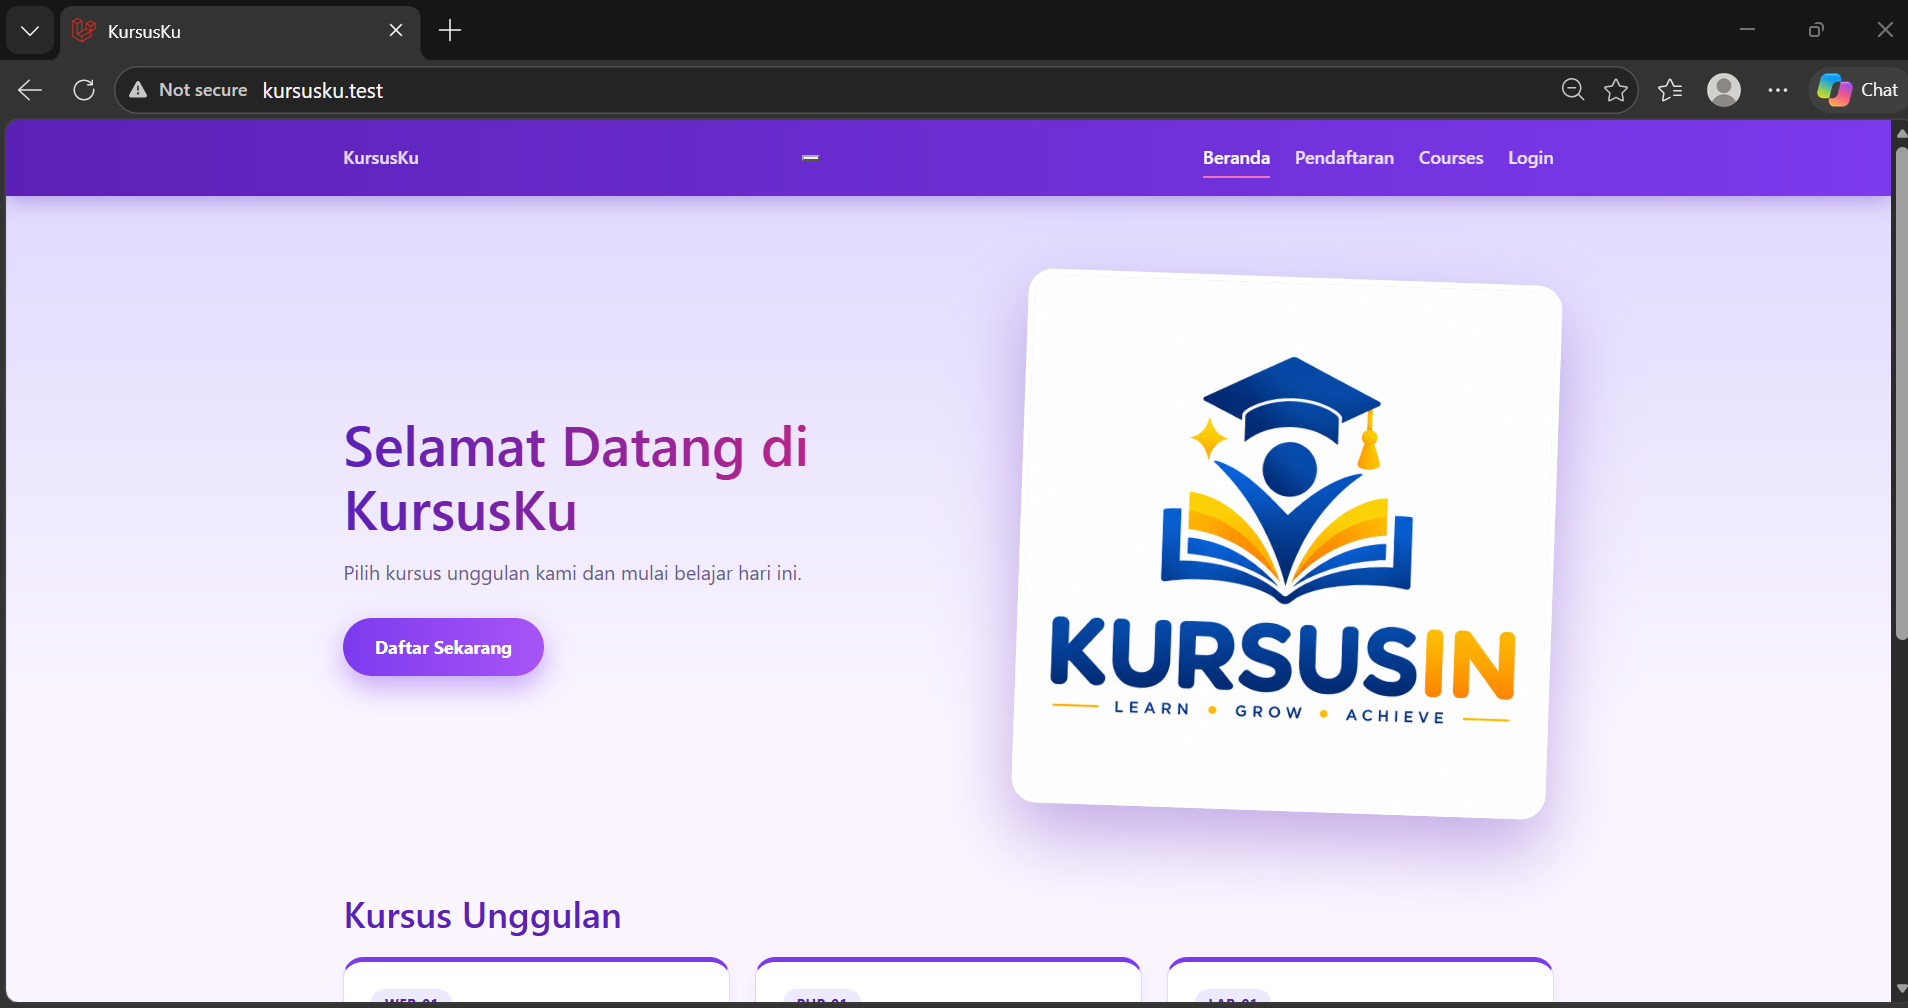 KursusKu
Not secure kursusku.test
Chat
KursusKu Beranda Pendaftaran Courses Login
Selamat Datang di
KursusKu
Pilih kursus unggulan kami dan mulai belajar hari ini.
Daftar Sekarang
KURSUSIN
LEARN • GROW • ACHIEVE
Kursus Unggulan